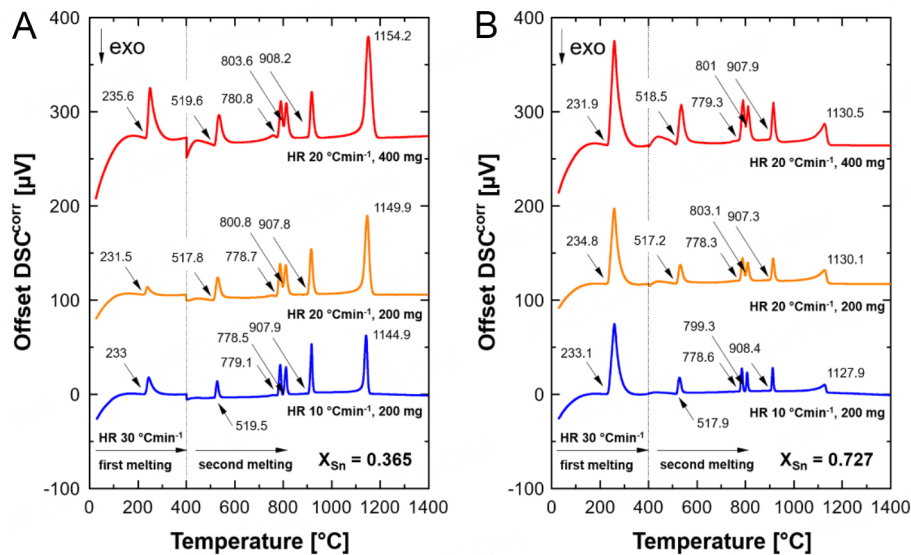 A
exo
400
300
200
100
0
-100
Offset DSC^corr [µV]
235.6
519.6
803.6
908.2
780.8
1154.2
HR 20 °Cmin⁻¹, 400 mg
231.5
517.8
800.8
907.8
778.7
1149.9
HR 20 °Cmin⁻¹, 200 mg
233
907.9
778.5
779.1
1144.9
519.5
HR 10 °Cmin⁻¹, 200 mg
HR 30 °Cmin⁻¹
first melting
second melting
X_Sn = 0.365
0 200 400 600 800 1000 1200 1400
Temperature [°C]
B
exo
400
300
200
100
0
-100
Offset DSC^corr [µV]
231.9
518.5
801
907.9
779.3
1130.5
HR 20 °Cmin⁻¹, 400 mg
234.8
517.2
803.1
907.3
778.3
1130.1
HR 20 °Cmin⁻¹, 200 mg
233.1
799.3
778.6
908.4
1127.9
517.9
HR 10 °Cmin⁻¹, 200 mg
HR 30 °Cmin⁻¹
first melting
second melting
X_Sn = 0.727
0 200 400 600 800 1000 1200 1400
Temperature [°C]